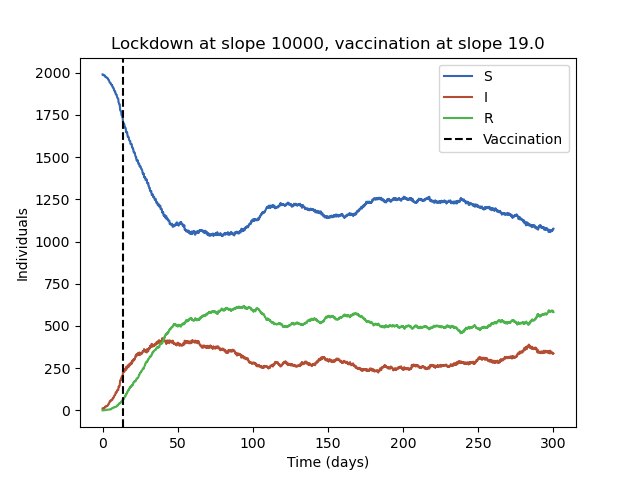 Lockdown at slope 10000, vaccination at slope 19.0
S
I
R
Vaccination
2000
1750
1500
1250
1000
750
500
250
0
Individuals
0 50 100 150 200 250 300
Time (days)